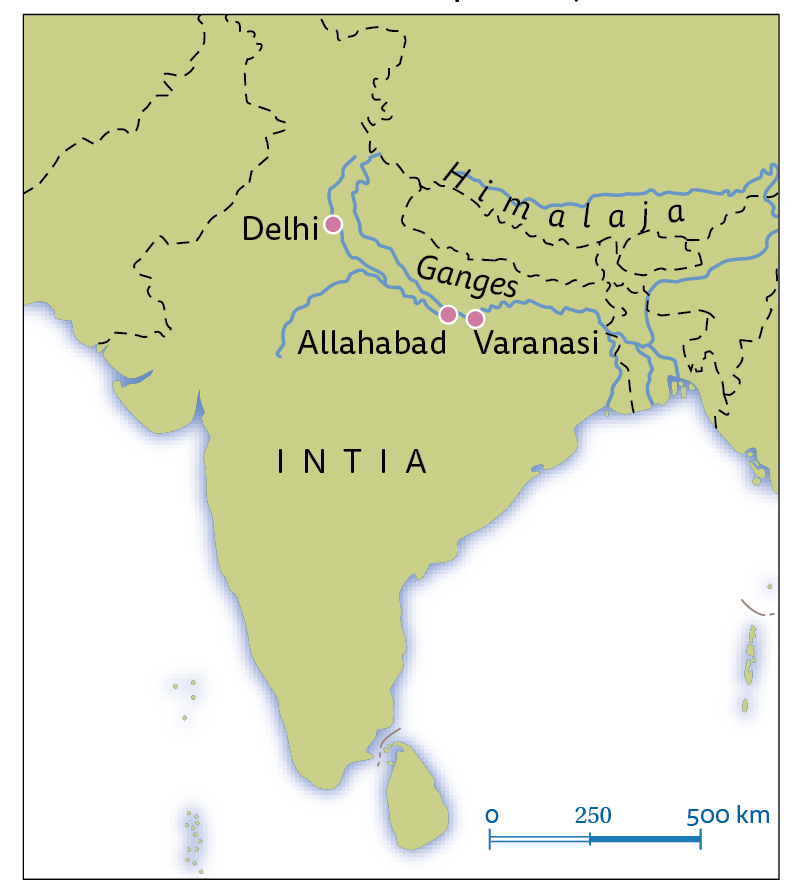 Himalaja
Delhi
Ganges
Allahabad
Varanasi
INTIA
0 250 500 km